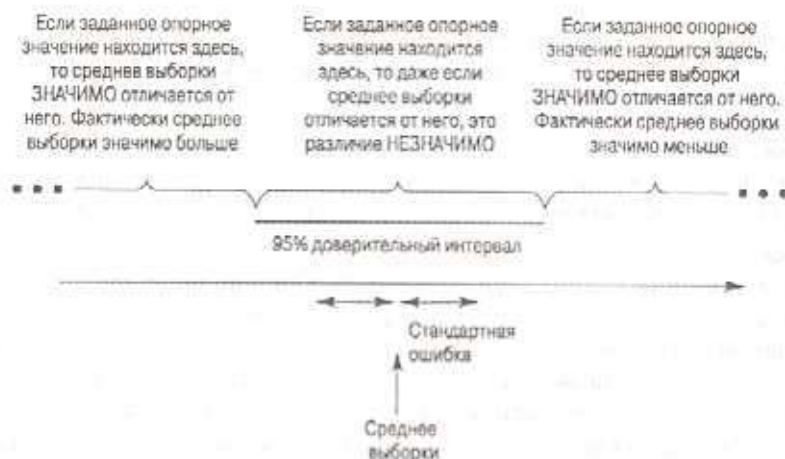 Если заданное опорное
значение находится здесь,
то среднее выборки
ЗНАЧИМО отличается от
него. Фактически среднее
выборки значимо больше
Если заданное опорное
значение находится
здесь, то даже если
среднее выборки
отличается от него, это
различие НЕЗНАЧИМО
Если заданное опорное
значение находится здесь,
то среднее выборки
ЗНАЧИМО отличается от него.
Фактически среднее выборки
значимо меньше
95% доверительный интервал
Стандартная
ошибка
Среднее
выборки